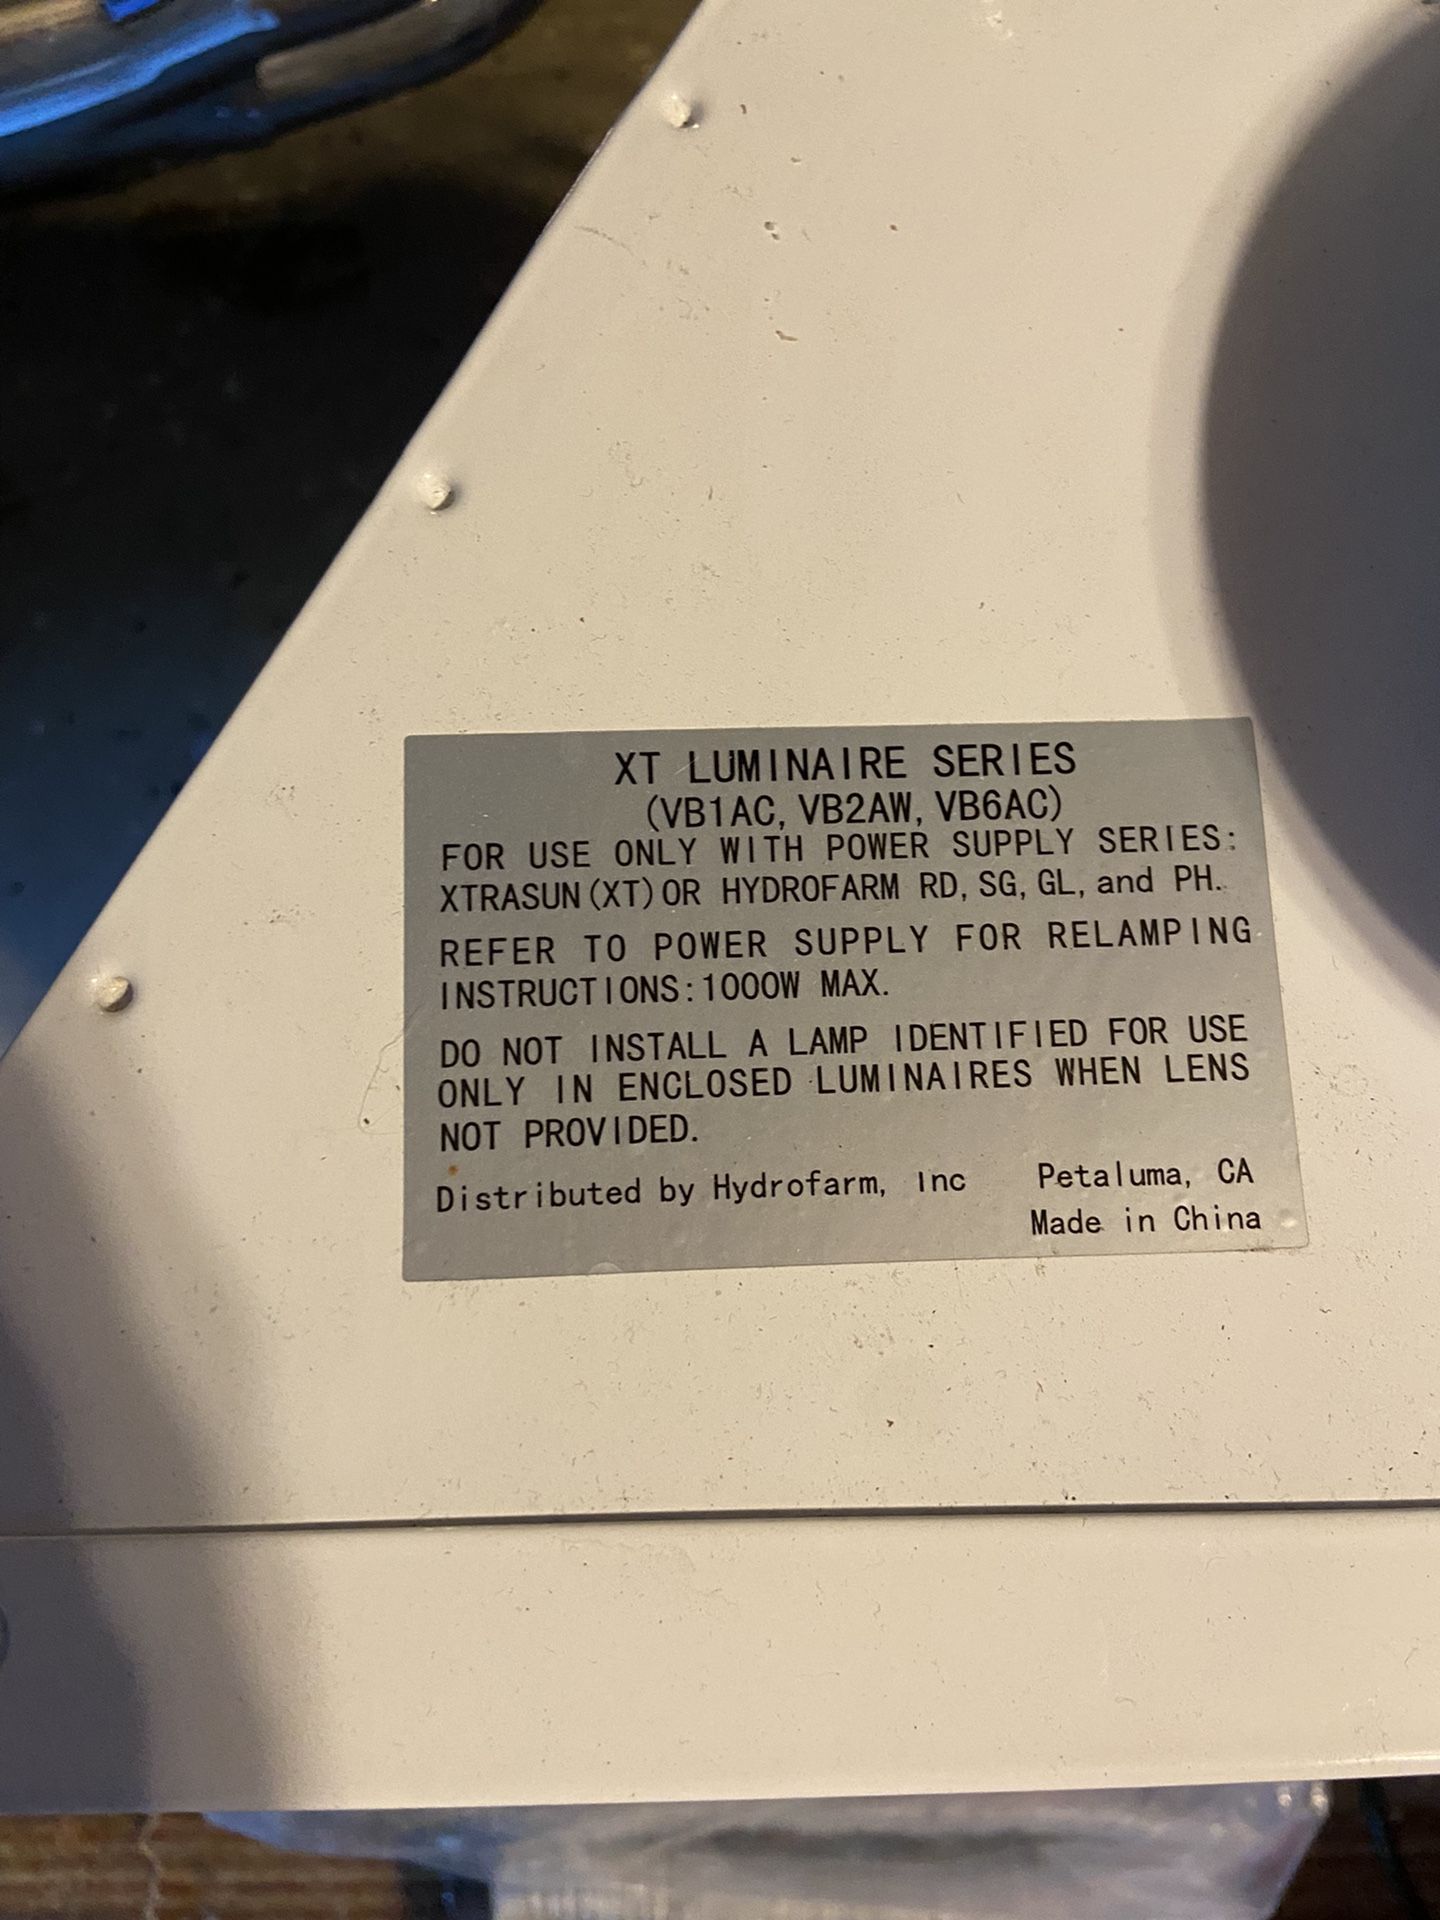 XT LUMINAIRE SERIES
(VB1AC, VB2AW, VB6AC)
FOR USE ONLY WITH POWER SUPPLY SERIES:
XTRASUN(XT)OR HYDROFARM RD, SG, GL, and PH.
REFER TO POWER SUPPLY FOR RELAMPING
INSTRUCTIONS:1000W MAX.
DO NOT INSTALL A LAMP IDENTIFIED FOR USE
ONLY IN ENCLOSED LUMINAIRES WHEN LENS
NOT PROVIDED.
Distributed by Hydrofarm, Inc Petaluma, CA
Made in China